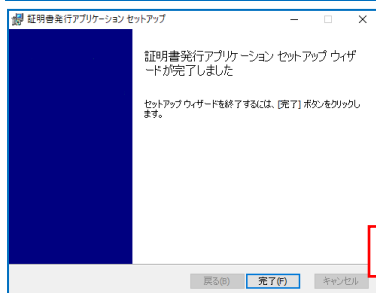 証明書発行アプリケーション セットアップ
証明書発行アプリケーション セットアップ ウィザ
ードが完了しました
セットアップ ウィザードを終了するには、[完了] ボタンをクリックし
ます。
戻る(B)
完了(F)
キャンセル